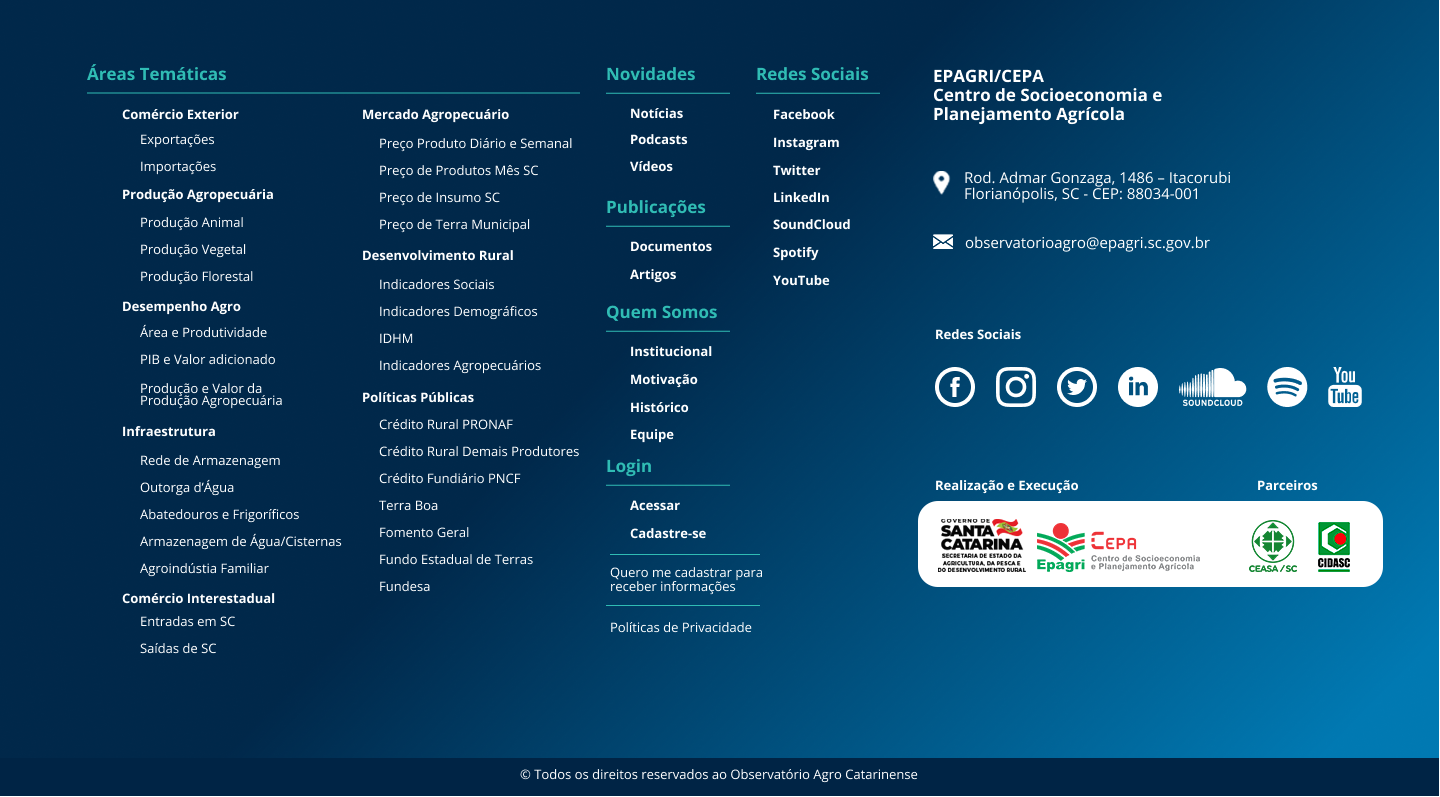 Áreas Temáticas
Comércio Exterior
Exportações
Importações
Produção Agropecuária
Produção Animal
Produção Vegetal
Produção Florestal
Desempenho Agro
Área e Produtividade
PIB e Valor adicionado
Produção e Valor da
Produção Agropecuária
Infraestrutura
Rede de Armazenagem
Outorga d'Água
Abatedouros e Frigoríficos
Armazenagem de Água/Cisternas
Agroindústia Familiar
Comércio Interestadual
Entradas em SC
Saídas de SC
Mercado Agropecuário
Preço Produto Diário e Semanal
Preço de Produtos Mês SC
Preço de Insumo SC
Preço de Terra Municipal
Desenvolvimento Rural
Indicadores Sociais
Indicadores Demográficos
IDHM
Indicadores Agropecuários
Políticas Públicas
Crédito Rural PRONAF
Crédito Rural Demais Produtores
Crédito Fundiário PNCF
Terra Boa
Fomento Geral
Fundo Estadual de Terras
Fundesa
Novidades
Notícias
Podcasts
Vídeos
Publicações
Documentos
Artigos
Quem Somos
Institucional
Motivação
Histórico
Equipe
Login
Acessar
Cadastre-se
Quero me cadastrar para
receber informações
Políticas de Privacidade
Redes Sociais
Facebook
Instagram
Twitter
LinkedIn
SoundCloud
Spotify
YouTube
EPAGRI/CEPA
Centro de Socioeconomia e
Planejamento Agrícola
Rod. Admar Gonzaga, 1486 – Itacorubi
Florianópolis, SC - CEP: 88034-001
observatorioagro@epagri.sc.gov.br
Redes Sociais
f
in
SOUNDCLOUD
You
Tube
Realização e Execução
GOVERNO DE
SANTA
CATARINA
SECRETARIA DE ESTADO DA
AGRICULTURA, DA PESCA E
DO DESENVOLVIMENTO RURAL
Epagri
CEPA
Centro de Socioeconomia
e Planejamento Agrícola
Parceiros
CEASA/SC
CIDASC
© Todos os direitos reservados ao Observatório Agro Catarinense